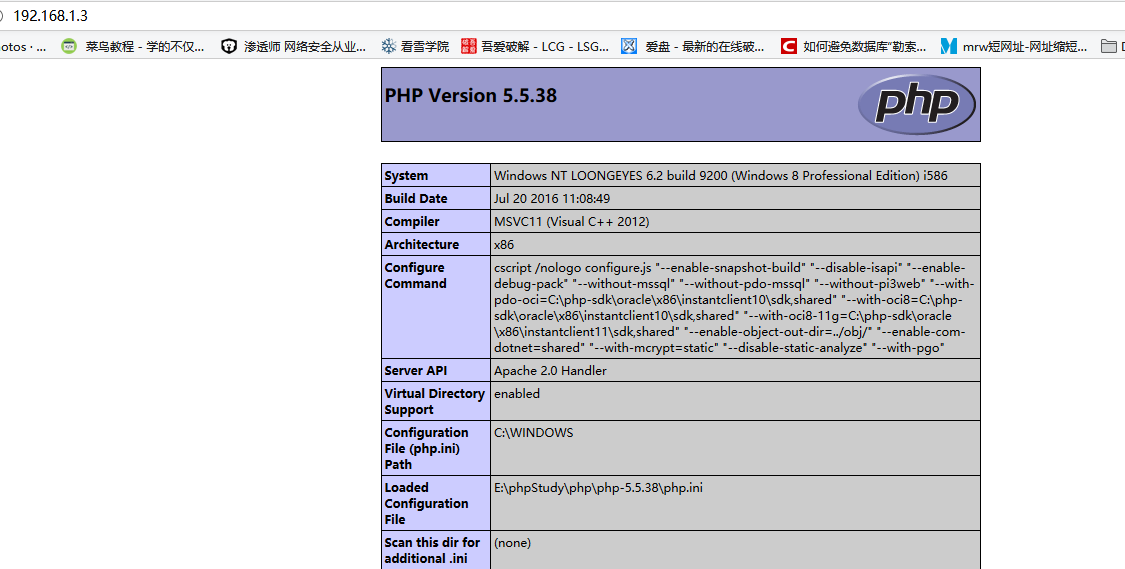 192.168.1.3
otos · ...
菜鸟教程 - 学的不仅...
渗透师 网络安全从业...
看雪学院
吾爱破解 - LCG - LSG...
爱盘 - 最新的在线破...
如何避免数据库“勒索...
mrw短网址-网址缩短...
PHP Version 5.5.38
php
System
Windows NT LOONGEYES 6.2 build 9200 (Windows 8 Professional Edition) i586
Build Date
Jul 20 2016 11:08:49
Compiler
MSVC11 (Visual C++ 2012)
Architecture
x86
Configure
Command
cscript /nologo configure.js "--enable-snapshot-build" "--disable-isapi" "--enable-
debug-pack" "--without-mssql" "--without-pdo-mssql" "--without-pi3web" "--with-
pdo-oci=C:\php-sdk\oracle\x86\instantclient10\sdk,shared" "--with-oci8=C:\php-
sdk\oracle\x86\instantclient10\sdk,shared" "--with-oci8-11g=C:\php-sdk\oracle
\x86\instantclient11\sdk,shared" "--enable-object-out-dir=../obj/" "--enable-com-
dotnet=shared" "--with-mcrypt=static" "--disable-static-analyze" "--with-pgo"
Server API
Apache 2.0 Handler
Virtual Directory
Support
enabled
Configuration
File (php.ini)
Path
C:\WINDOWS
Loaded
Configuration
File
E:\phpStudy\php\php-5.5.38\php.ini
Scan this dir for
additional .ini
(none)